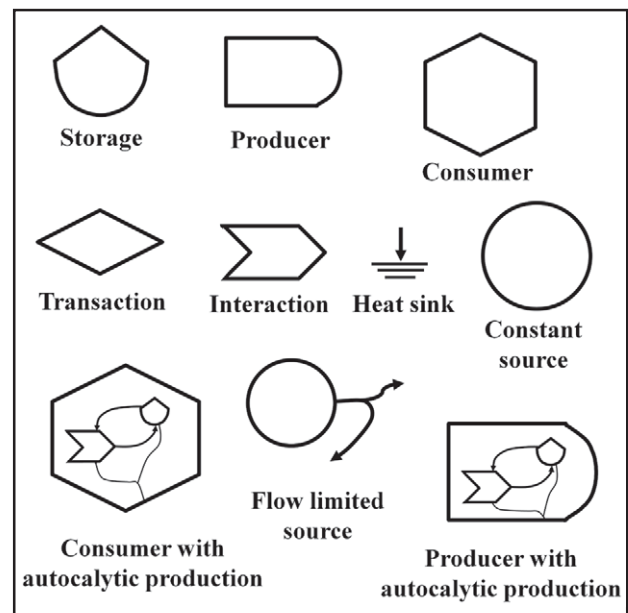 Storage
Producer
Consumer
Transaction
Interaction
Heat sink
Constant
source
Flow limited
source
Consumer with
autocalytic production
Producer with
autocalytic production